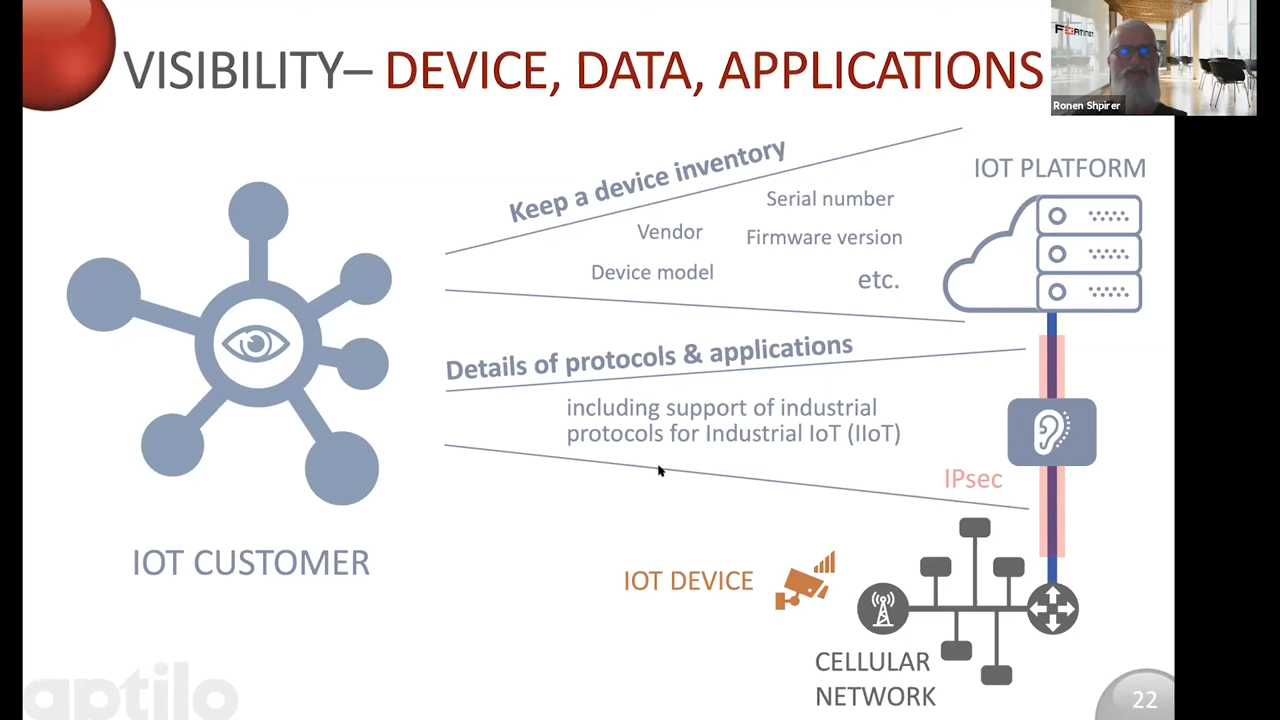 VISIBILITY– DEVICE, DATA, APPLICATIONS
FORTINET
Ronen Shpirer
Keep a device inventory
Serial number
Vendor
Firmware version
Device model
etc.
IOT PLATFORM
Details of protocols & applications
including support of industrial
protocols for Industrial IoT (IIoT)
IPsec
IOT CUSTOMER
IOT DEVICE
CELLULAR
NETWORK
aptilo
22